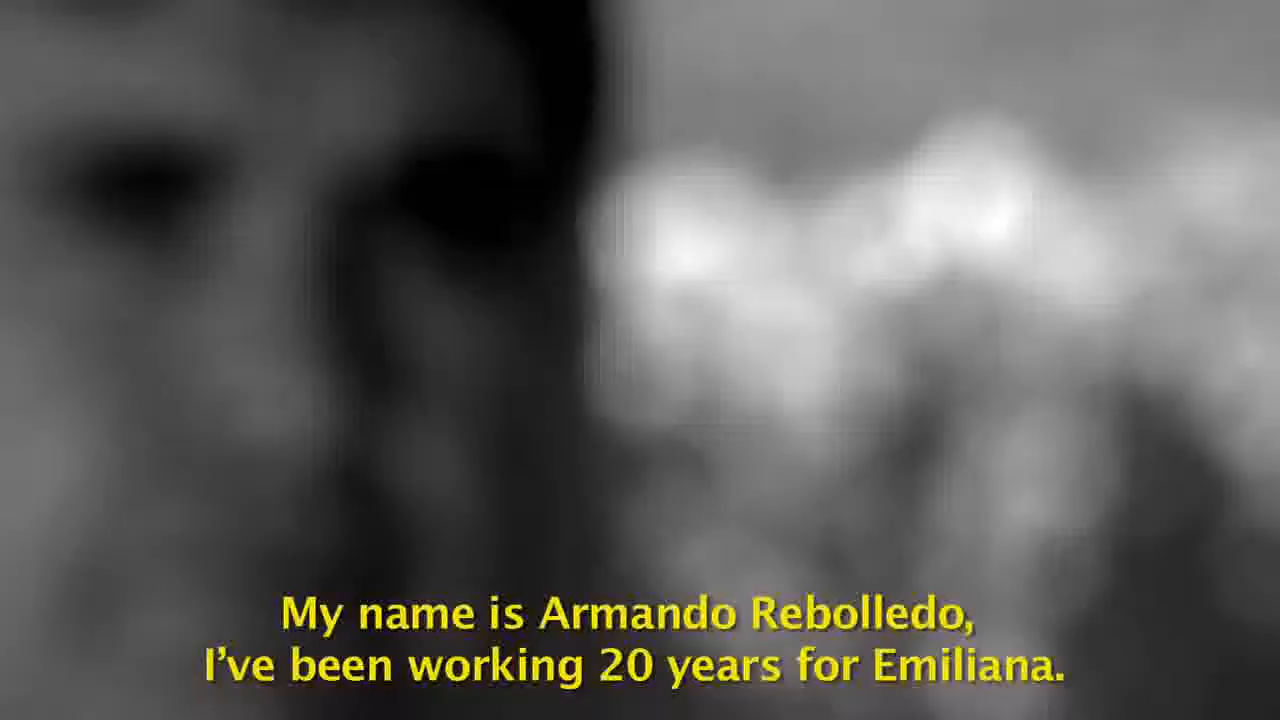 My name is Armando Rebolledo,
I’ve been working 20 years for Emiliana.